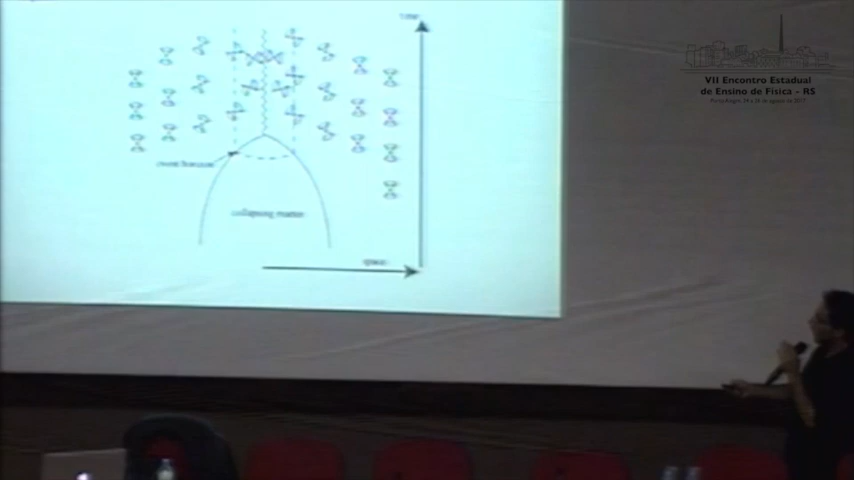 time
VII Encontro Estadual
de Ensino de Física - RS
event horizon
collapsing matter
space